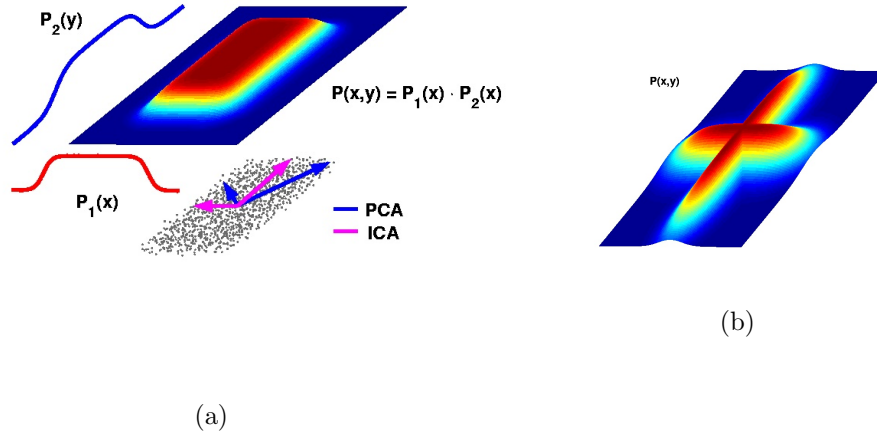 P₂(y)
P(x,y) = P₁(x) · P₂(x)
P₁(x)
PCA
ICA
(a)
P(x,y)
(b)